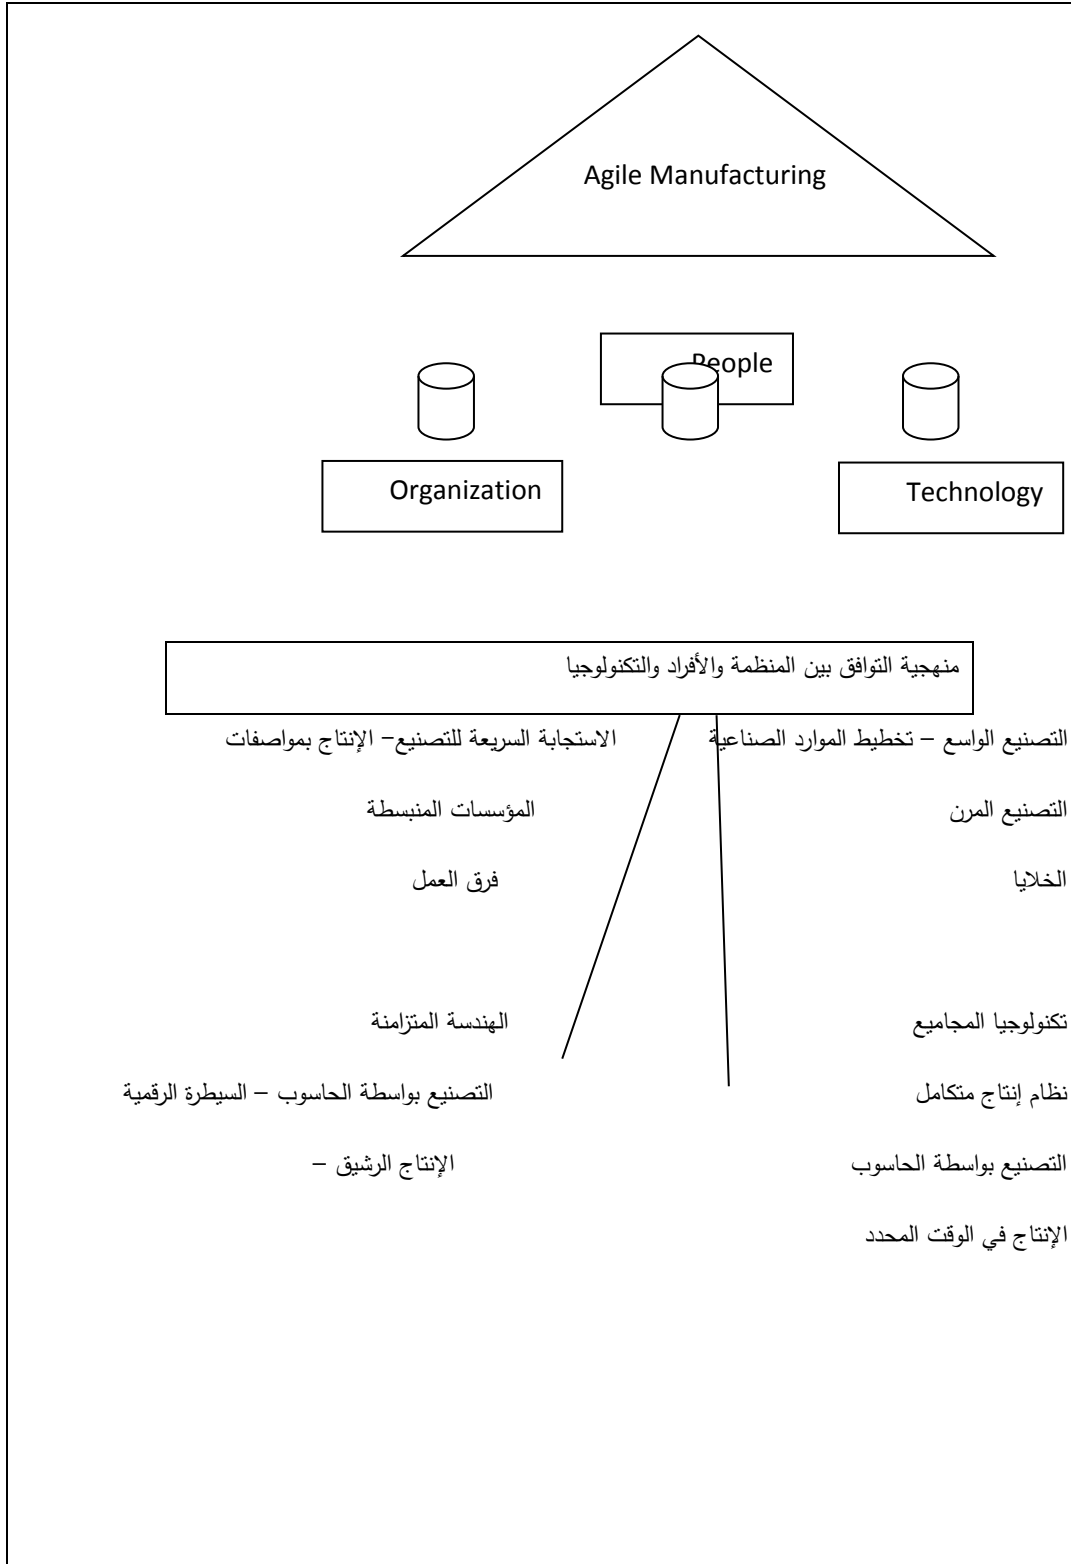 Agile Manufacturing
People
Organization
Technology
منهجية التوافق بين المنظمة والأفراد والتكنولوجيا
التصنيع الواسع – تخطيط الموارد الصناعية الاستجابة السريعة للتصنيع– الإنتاج بمواصفات
التصنيع المرن المؤسسات المنبسطة
الخلايا فرق العمل
تكنولوجيا المجاميع الهندسة المتزامنة
نظام إنتاج متكامل التصنيع بواسطة الحاسوب – السيطرة الرقمية
التصنيع بواسطة الحاسوب الإنتاج الرشيق –
الإنتاج في الوقت المحدد